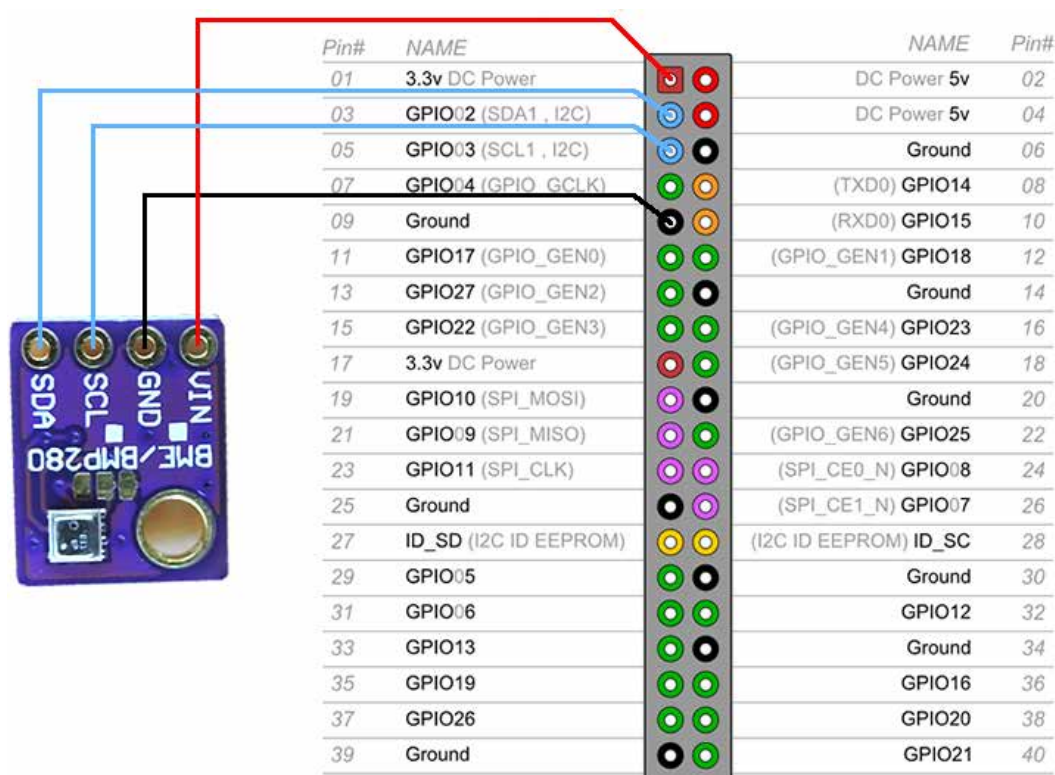 Pin# NAME NAME Pin#
01 3.3v DC Power DC Power 5v 02
03 GPIO02 (SDA1 , I2C) DC Power 5v 04
05 GPIO03 (SCL1 , I2C) Ground 06
07 GPIO04 (GPIO_GCLK) (TXD0) GPIO14 08
09 Ground (RXD0) GPIO15 10
11 GPIO17 (GPIO_GEN0) (GPIO_GEN1) GPIO18 12
13 GPIO27 (GPIO_GEN2) Ground 14
15 GPIO22 (GPIO_GEN3) (GPIO_GEN4) GPIO23 16
17 3.3v DC Power (GPIO_GEN5) GPIO24 18
19 GPIO10 (SPI_MOSI) Ground 20
21 GPIO09 (SPI_MISO) (GPIO_GEN6) GPIO25 22
23 GPIO11 (SPI_CLK) (SPI_CE0_N) GPIO08 24
25 Ground (SPI_CE1_N) GPIO07 26
27 ID_SD (I2C ID EEPROM) (I2C ID EEPROM) ID_SC 28
29 GPIO05 Ground 30
31 GPIO06 GPIO12 32
33 GPIO13 Ground 34
35 GPIO19 GPIO16 36
37 GPIO26 GPIO20 38
39 Ground GPIO21 40
SDA
SCL
GND
VIN
BME/BMP280